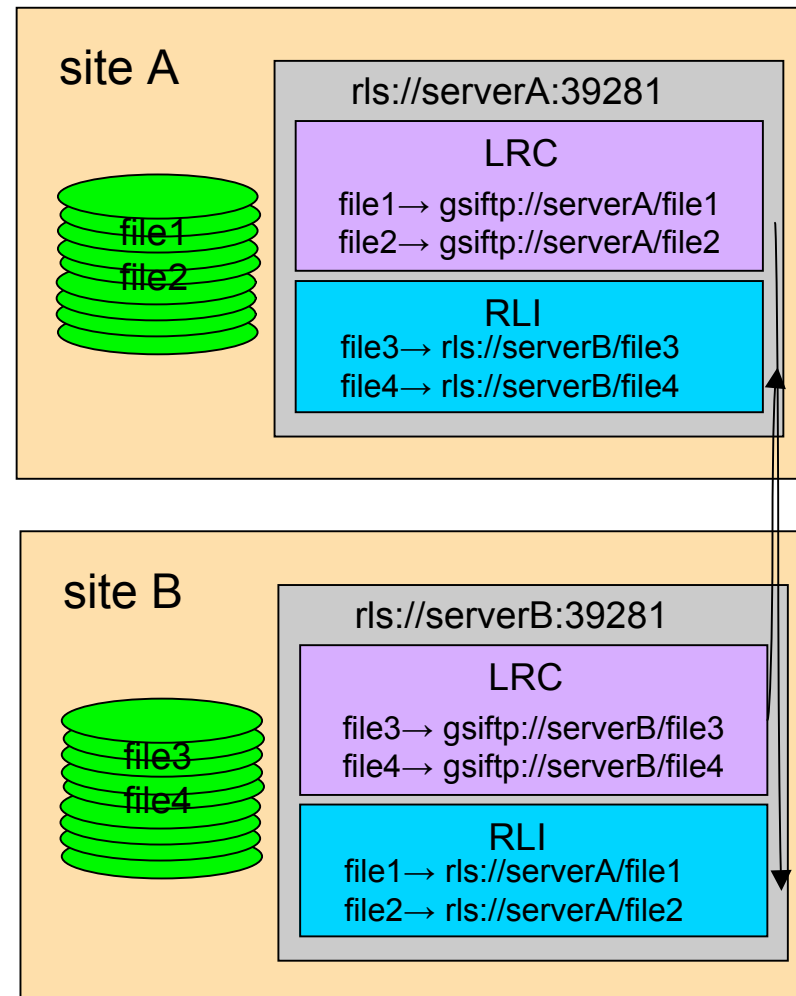 site A
rls://serverA:39281
LRC
file1→ gsiftp://serverA/file1
file2→ gsiftp://serverA/file2
file1
file2
RLI
file3→ rls://serverB/file3
file4→ rls://serverB/file4
site B
rls://serverB:39281
LRC
file3→ gsiftp://serverB/file3
file4→ gsiftp://serverB/file4
file3
file4
RLI
file1→ rls://serverA/file1
file2→ rls://serverA/file2